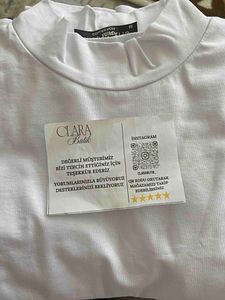 CLARA
Butik
DEĞERLİ MÜŞTERİMİZ
BİZİ TERCİH ETTİĞİNİZ İÇİN
TEŞEKKÜR EDERİZ
YORUMLARINIZLA BÜYÜYORUZ
DESTEKLERİNİZİ BEKLİYORUZ
INSTAGRAM
QR KODU OKUTARAK
MAĞAZAMIZI TAKİP
EDEBİLİRSİNİZ